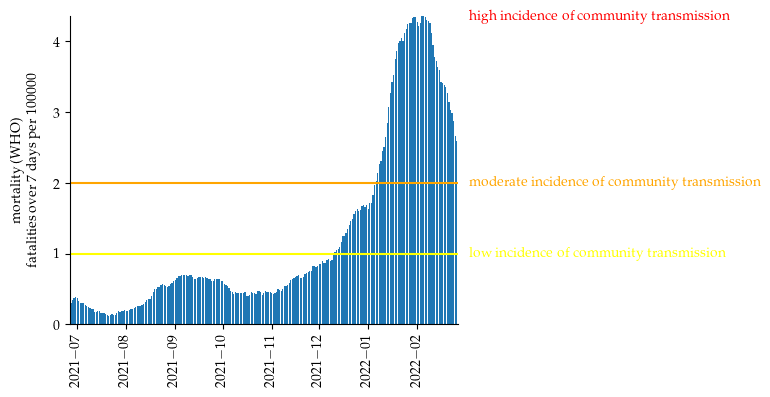 high incidence of community transmission
4
3
2
1
0
mortality (WHO)
fatalities over 7 days per 100000
moderate incidence of community transmission
low incidence of community transmission
2021−07
2021−08
2021−09
2021−10
2021−11
2021−12
2022−01
2022−02